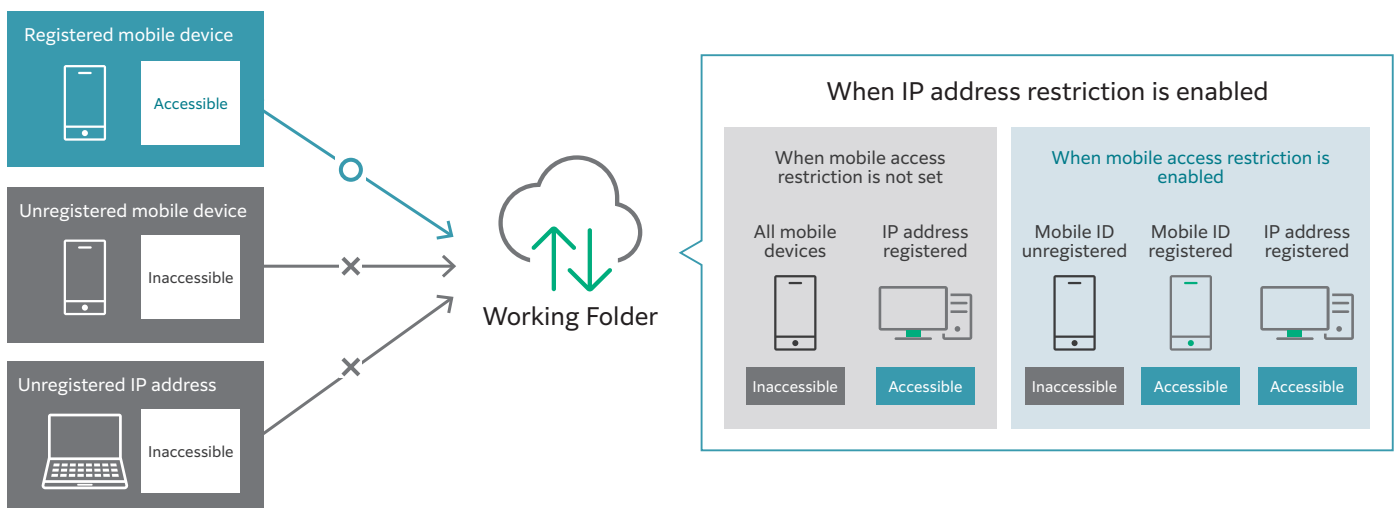 Registered mobile device
Accessible
Unregistered mobile device
Inaccessible
Unregistered IP address
Inaccessible
Working Folder
When IP address restriction is enabled
When mobile access
restriction is not set
All mobile
devices
Inaccessible
IP address
registered
Accessible
When mobile access restriction is
enabled
Mobile ID
unregistered
Inaccessible
Mobile ID
registered
Accessible
IP address
registered
Accessible